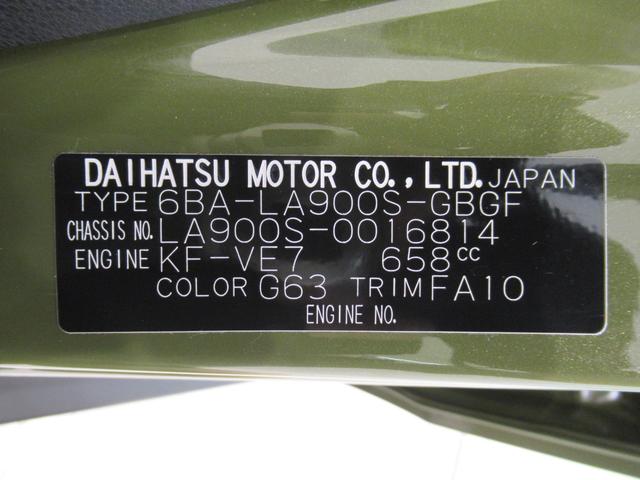 DAIHATSU MOTOR CO., LTD. JAPAN
TYPE 6BA-LA900S-GBGF
CHASSIS NO. LA900S-0016814
ENGINE KF-VE7 658cc
COLOR G63 TRIM FA10
ENGINE NO.